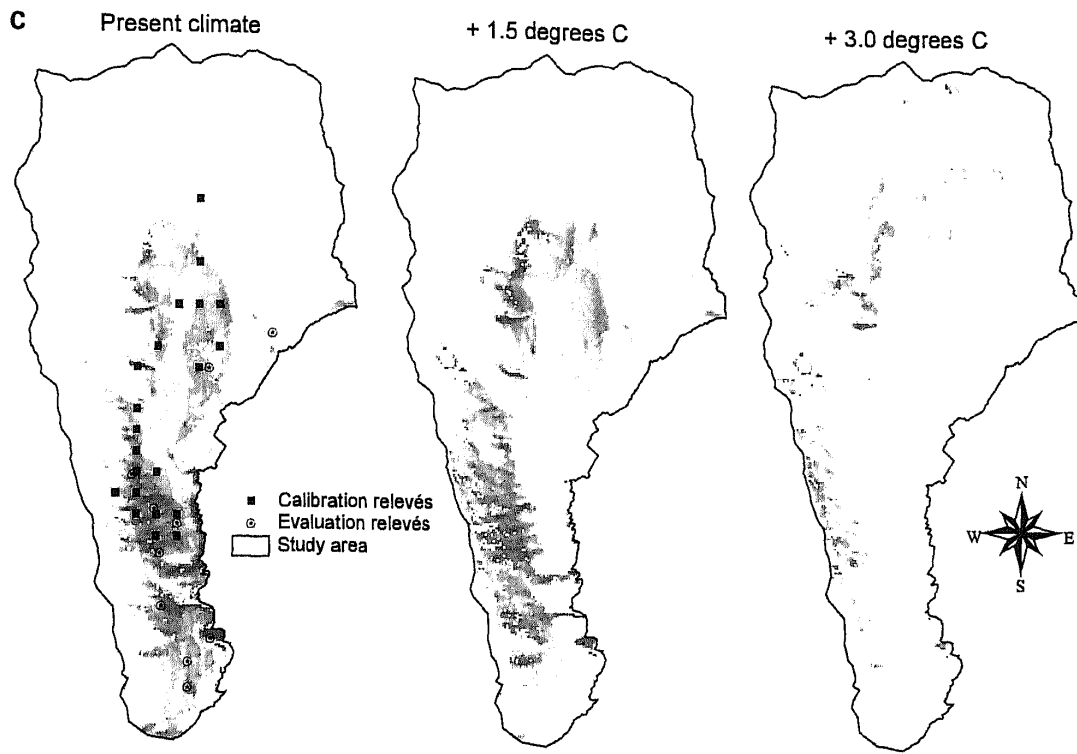 C
Present climate
+ 1.5 degrees C
+ 3.0 degrees C
Calibration relevés
Evaluation relevés
Study area
N
W E
S